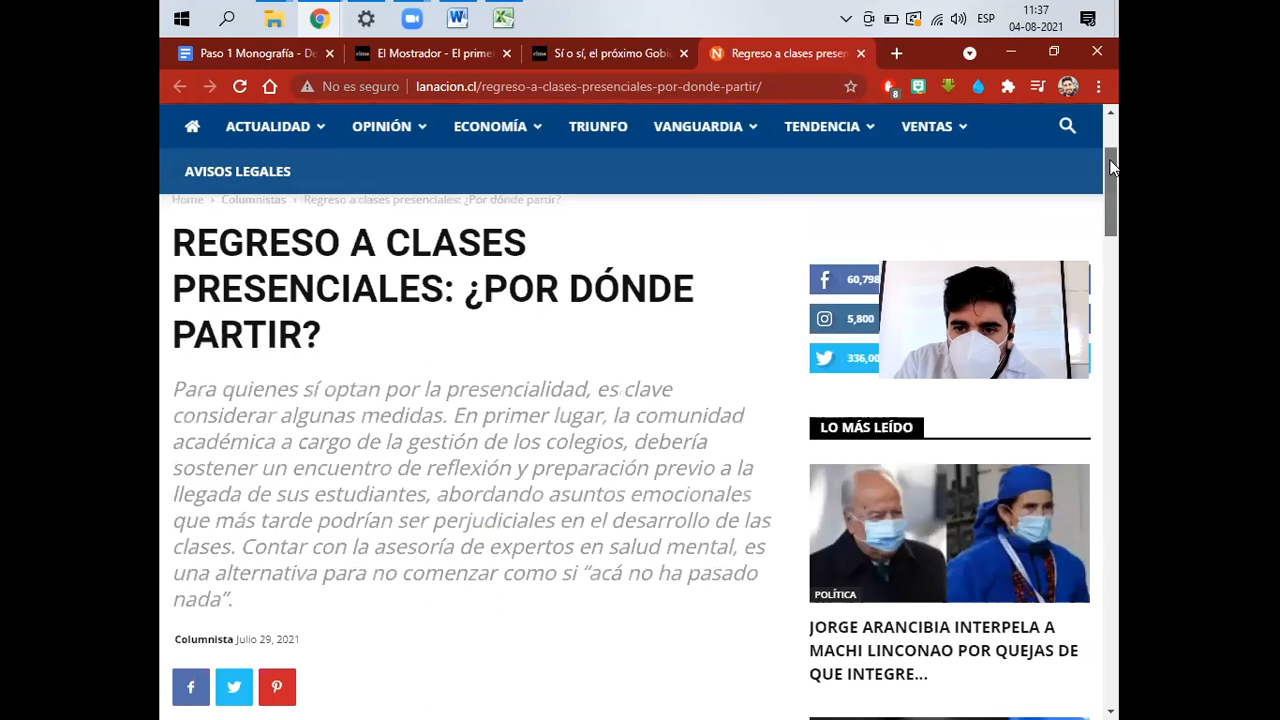 11:37
ESP
04-08-2021
Paso 1 Monografía - De
El Mostrador - El prime
Sí o sí, el próximo Gobi
Regreso a clases presen
8
No es seguro
lanacion.cl/regreso-a-clases-presenciales-por-donde-partir/
ACTUALIDAD
OPINIÓN
ECONOMÍA
TRIUNFO
VANGUARDIA
TENDENCIA
VENTAS
AVISOS LEGALES
Home › Columnistas › Regreso a clases presenciales: ¿Por dónde partir?
REGRESO A CLASES
PRESENCIALES: ¿POR DÓNDE
PARTIR?
Para quienes sí optan por la presencialidad, es clave
considerar algunas medidas. En primer lugar, la comunidad
académica a cargo de la gestión de los colegios, debería
sostener un encuentro de reflexión y preparación previo a la
llegada de sus estudiantes, abordando asuntos emocionales
que más tarde podrían ser perjudiciales en el desarrollo de las
clases. Contar con la asesoría de expertos en salud mental, es
una alternativa para no comenzar como si “acá no ha pasado
nada”.
Columnista Julio 29, 2021
60,798
5,800
336,00
LO MÁS LEÍDO
POLÍTICA
JORGE ARANCIBIA INTERPELA A
MACHI LINCONAO POR QUEJAS DE
QUE INTEGRE...